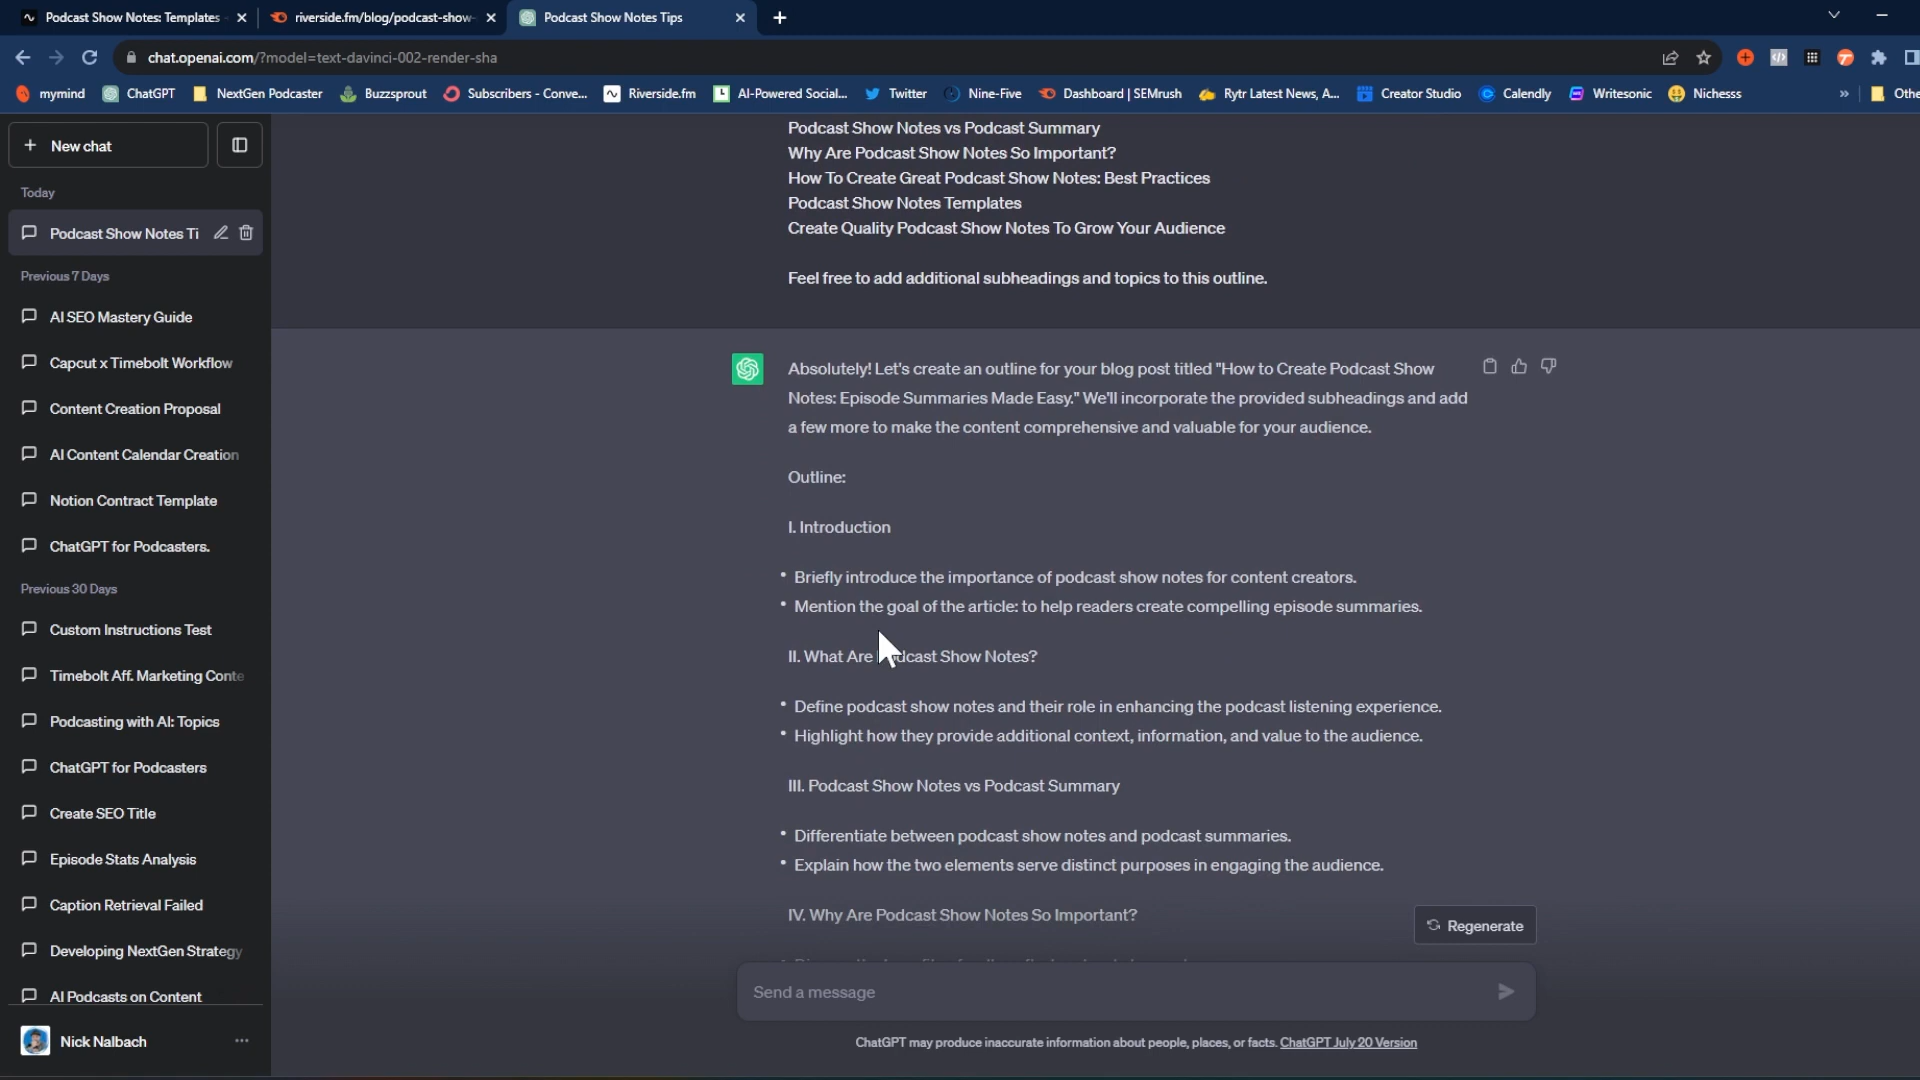 Podcast Show Notes: Templates
riverside.fm/blog/podcast-show-
Podcast Show Notes Tips
chat.openai.com/?model=text-davinci-002-render-sha
mymind
ChatGPT
NextGen Podcaster
Buzzsprout
Subscribers - Conve...
Riverside.fm
AI-Powered Social...
Twitter
Nine-Five
Dashboard | SEMrush
Rytr Latest News, A...
Creator Studio
Calendly
Writesonic
Nichesss
»
Othe
+ New chat
Today
Podcast Show Notes Ti
Previous 7 Days
AI SEO Mastery Guide
Capcut x Timebolt Workflow
Content Creation Proposal
AI Content Calendar Creation
Notion Contract Template
ChatGPT for Podcasters.
Previous 30 Days
Custom Instructions Test
Timebolt Aff. Marketing Conte
Podcasting with AI: Topics
ChatGPT for Podcasters
Create SEO Title
Episode Stats Analysis
Caption Retrieval Failed
Developing NextGen Strategy
AI Podcasts on Content
Nick Nalbach
Podcast Show Notes vs Podcast Summary
Why Are Podcast Show Notes So Important?
How To Create Great Podcast Show Notes: Best Practices
Podcast Show Notes Templates
Create Quality Podcast Show Notes To Grow Your Audience
Feel free to add additional subheadings and topics to this outline.
Absolutely! Let's create an outline for your blog post titled "How to Create Podcast Show
Notes: Episode Summaries Made Easy." We'll incorporate the provided subheadings and add
a few more to make the content comprehensive and valuable for your audience.
Outline:
I. Introduction
• Briefly introduce the importance of podcast show notes for content creators.
• Mention the goal of the article: to help readers create compelling episode summaries.
II. What Are Podcast Show Notes?
• Define podcast show notes and their role in enhancing the podcast listening experience.
• Highlight how they provide additional context, information, and value to the audience.
III. Podcast Show Notes vs Podcast Summary
• Differentiate between podcast show notes and podcast summaries.
• Explain how the two elements serve distinct purposes in engaging the audience.
IV. Why Are Podcast Show Notes So Important?
Regenerate
Send a message
ChatGPT may produce inaccurate information about people, places, or facts. ChatGPT July 20 Version